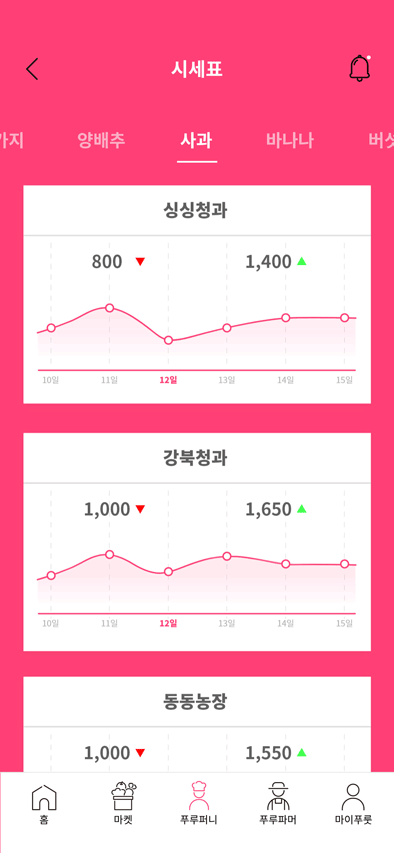 시세표
가지 양배추 사과 바나나 버섯
싱싱청과
800 ▼ 1,400 ▲
10일 11일 12일 13일 14일 15일
강북청과
1,000 ▼ 1,650 ▲
10일 11일 12일 13일 14일 15일
동동농장
1,000 ▼ 1,550 ▲
홈 마켓 푸루퍼니 푸루파머 마이푸룻